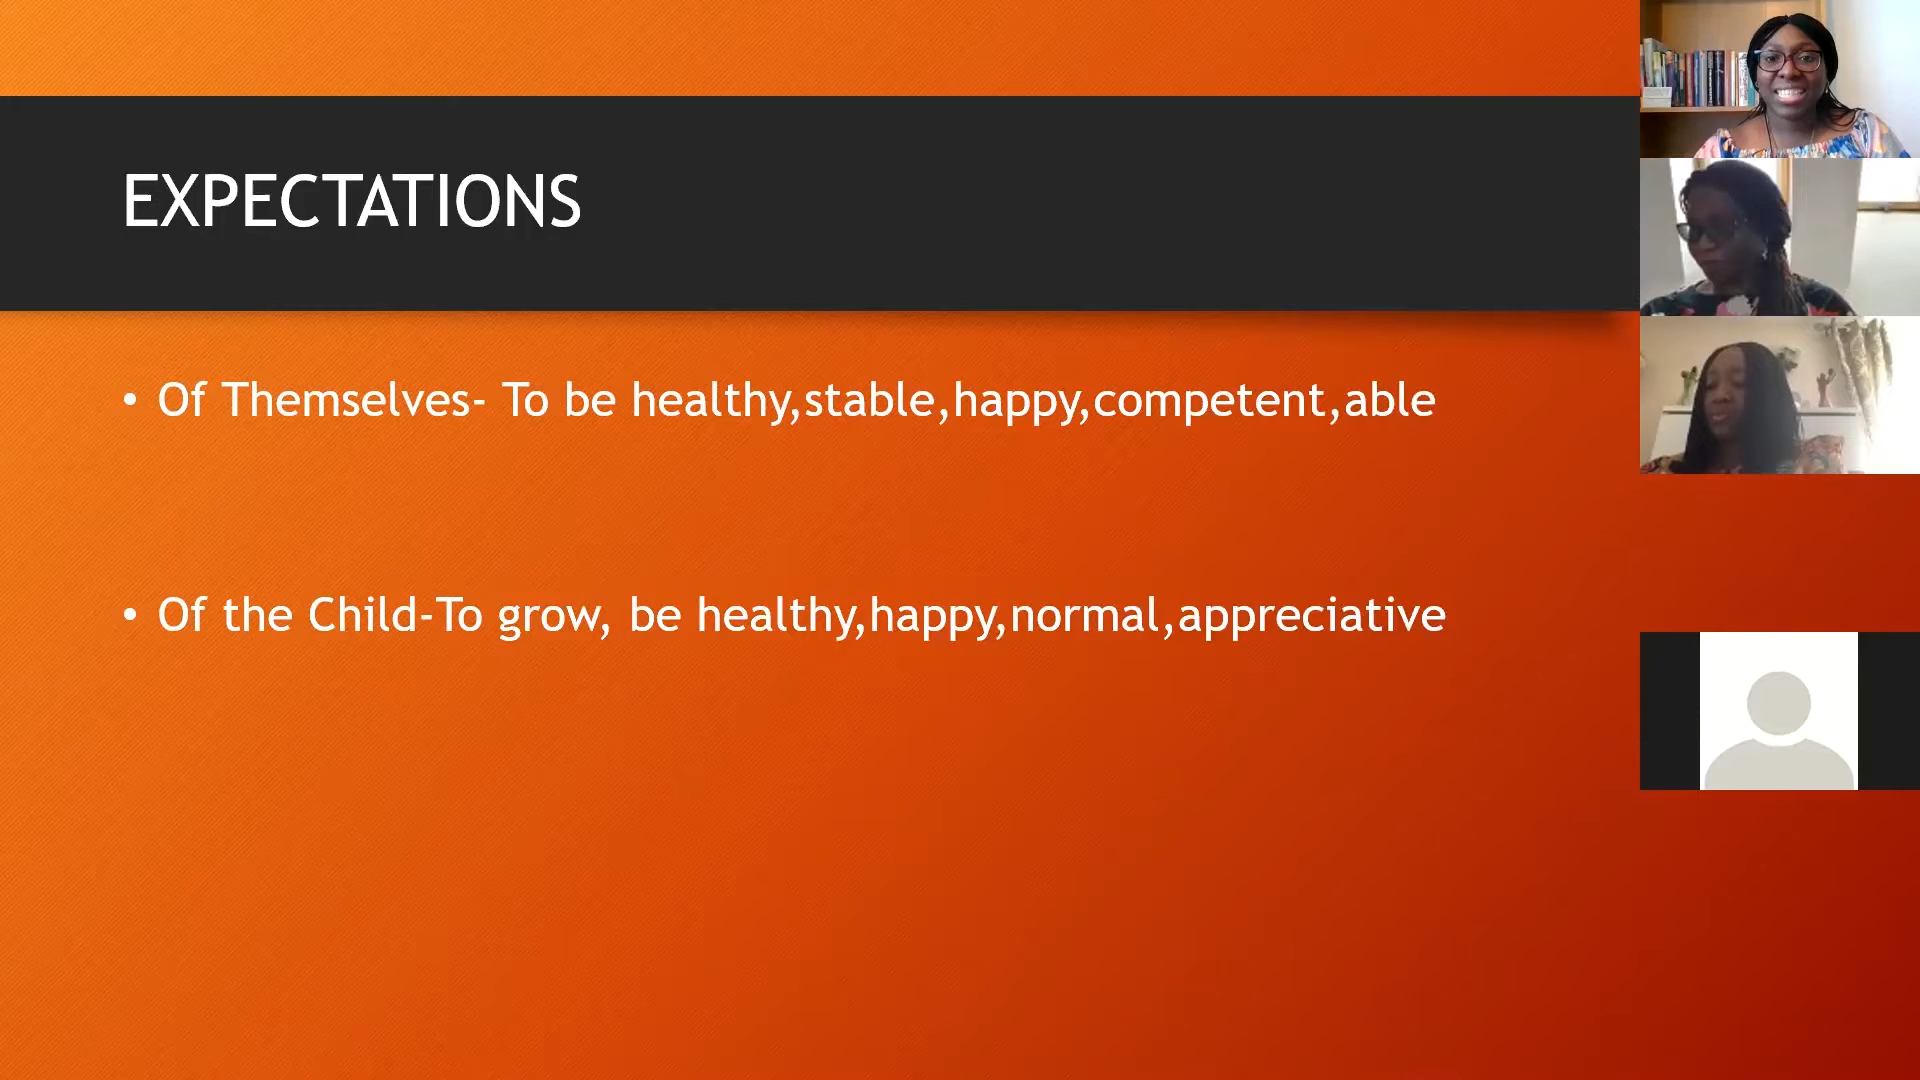 EXPECTATIONS
• Of Themselves- To be healthy,stable,happy,competent,able
• Of the Child-To grow, be healthy,happy,normal,appreciative